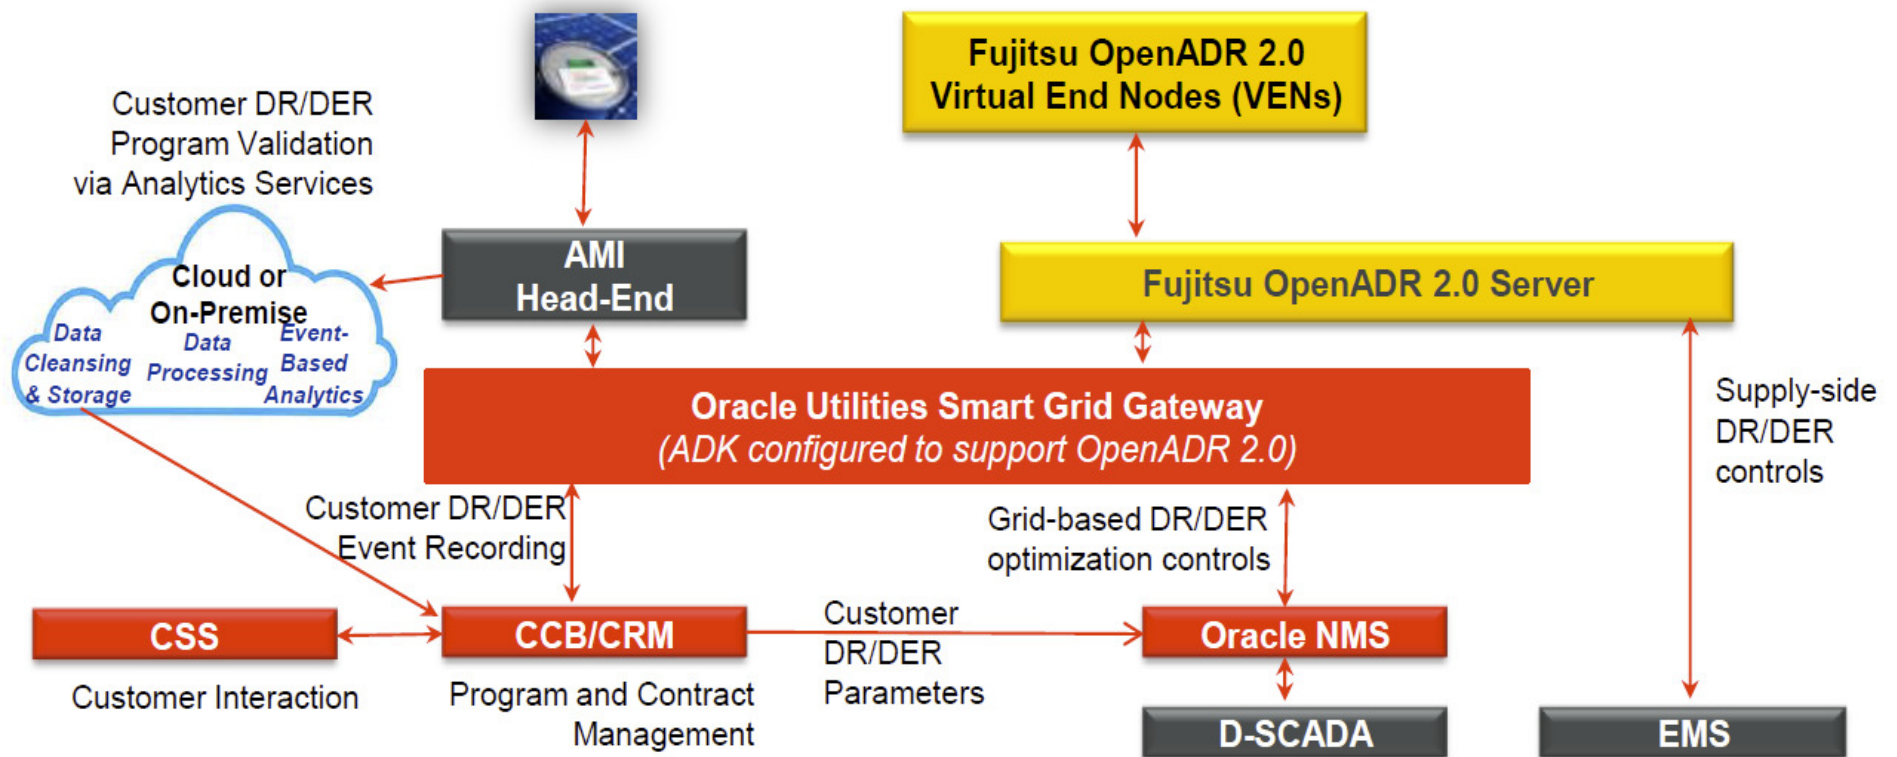 Fujitsu OpenADR 2.0
Virtual End Nodes (VENs)
Customer DR/DER
Program Validation
via Analytics Services
AMI
Head-End
Fujitsu OpenADR 2.0 Server
Cloud or
On-Premise
Data
Cleansing
& Storage
Data
Processing
Event-
Based
Analytics
Oracle Utilities Smart Grid Gateway
(ADK configured to support OpenADR 2.0)
Supply-side
DR/DER
controls
Customer DR/DER
Event Recording
Grid-based DR/DER
optimization controls
CSS
Customer Interaction
CCB/CRM
Program and Contract
Management
Customer
DR/DER
Parameters
Oracle NMS
D-SCADA
EMS